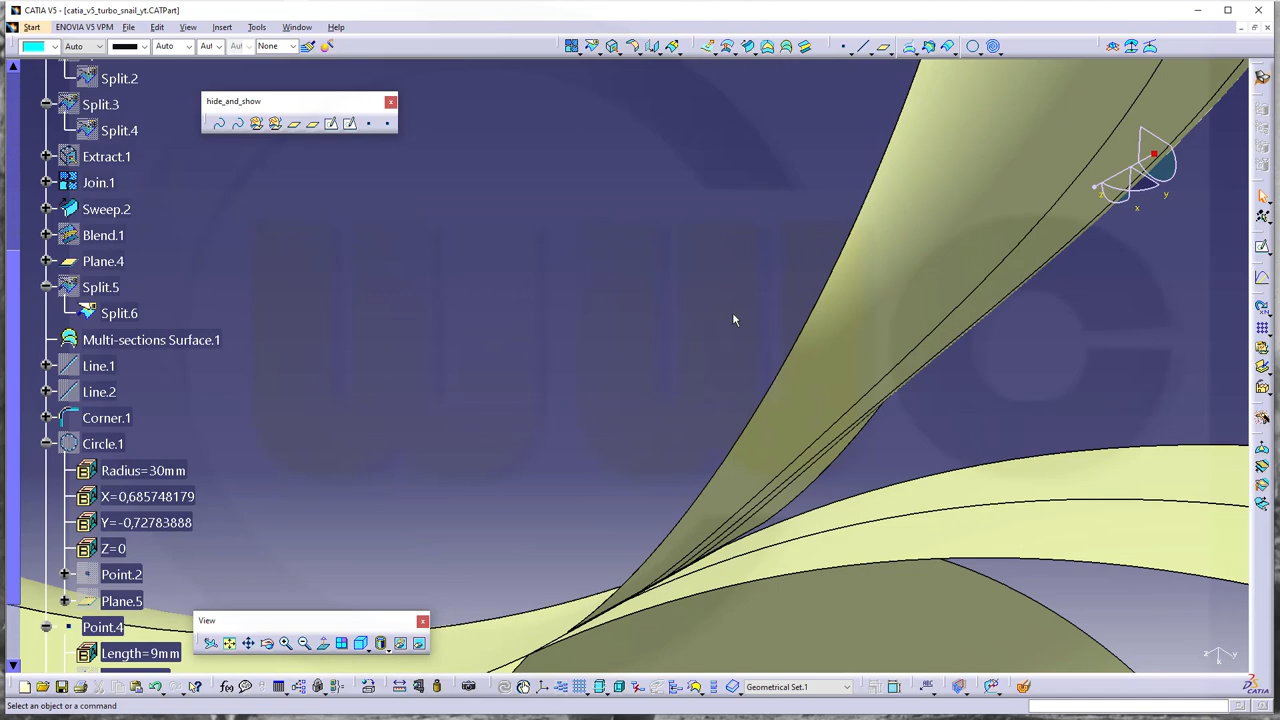 CATIA V5 - [catia_v5_turbo_snail_yt.CATPart]
Start ENOVIA V5 VPM File Edit View Insert Tools Window Help
Auto Auto Aut Aut None
Split.2
hide_and_show
Split.3
Split.4
Extract.1
Join.1
z x y
Sweep.2
Blend.1
Plane.4
Split.5
Split.6
Multi-sections Surface.1
Line.1
Line.2
Corner.1
Circle.1
Radius=30mm
X=0,685748179
Y=-0,72783888
Z=0
Point.2
Plane.5
View
Point.4
Length=9mm
z y x
Geometrical Set.1
Select an object or a command